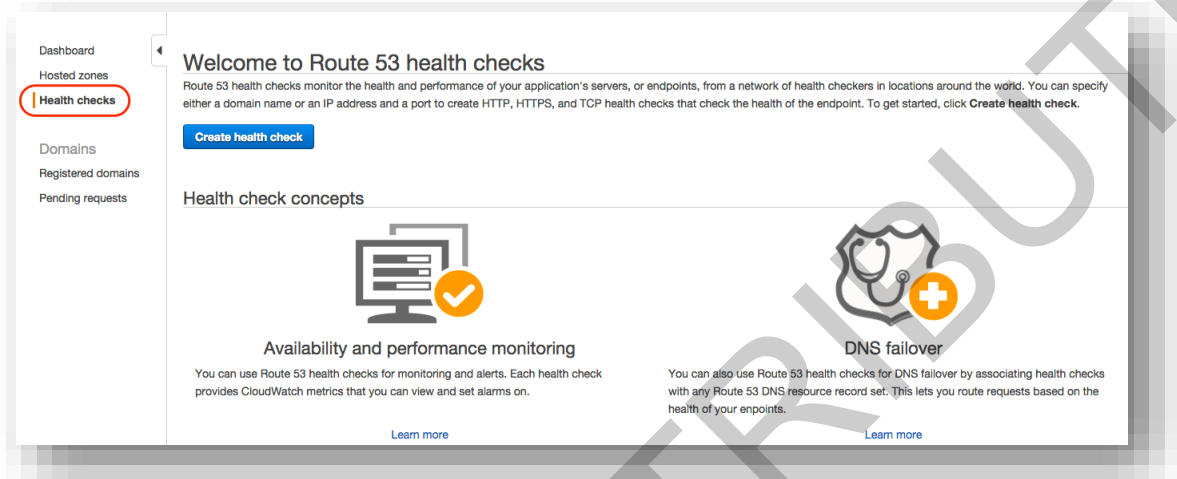 Dashboard
Hosted zones
Health checks
Domains
Registered domains
Pending requests
Welcome to Route 53 health checks
Route 53 health checks monitor the health and performance of your application's servers, or endpoints, from a network of health checkers in locations around the world. You can specify
either a domain name or an IP address and a port to create HTTP, HTTPS, and TCP health checks that check the health of the endpoint. To get started, click Create health check.
Create health check
Health check concepts
Availability and performance monitoring
You can use Route 53 health checks for monitoring and alerts. Each health check
provides CloudWatch metrics that you can view and set alarms on.
Learn more
DNS failover
You can also use Route 53 health checks for DNS failover by associating health checks
with any Route 53 DNS resource record set. This lets you route requests based on the
health of your enpoints.
Learn more
TRIBUT